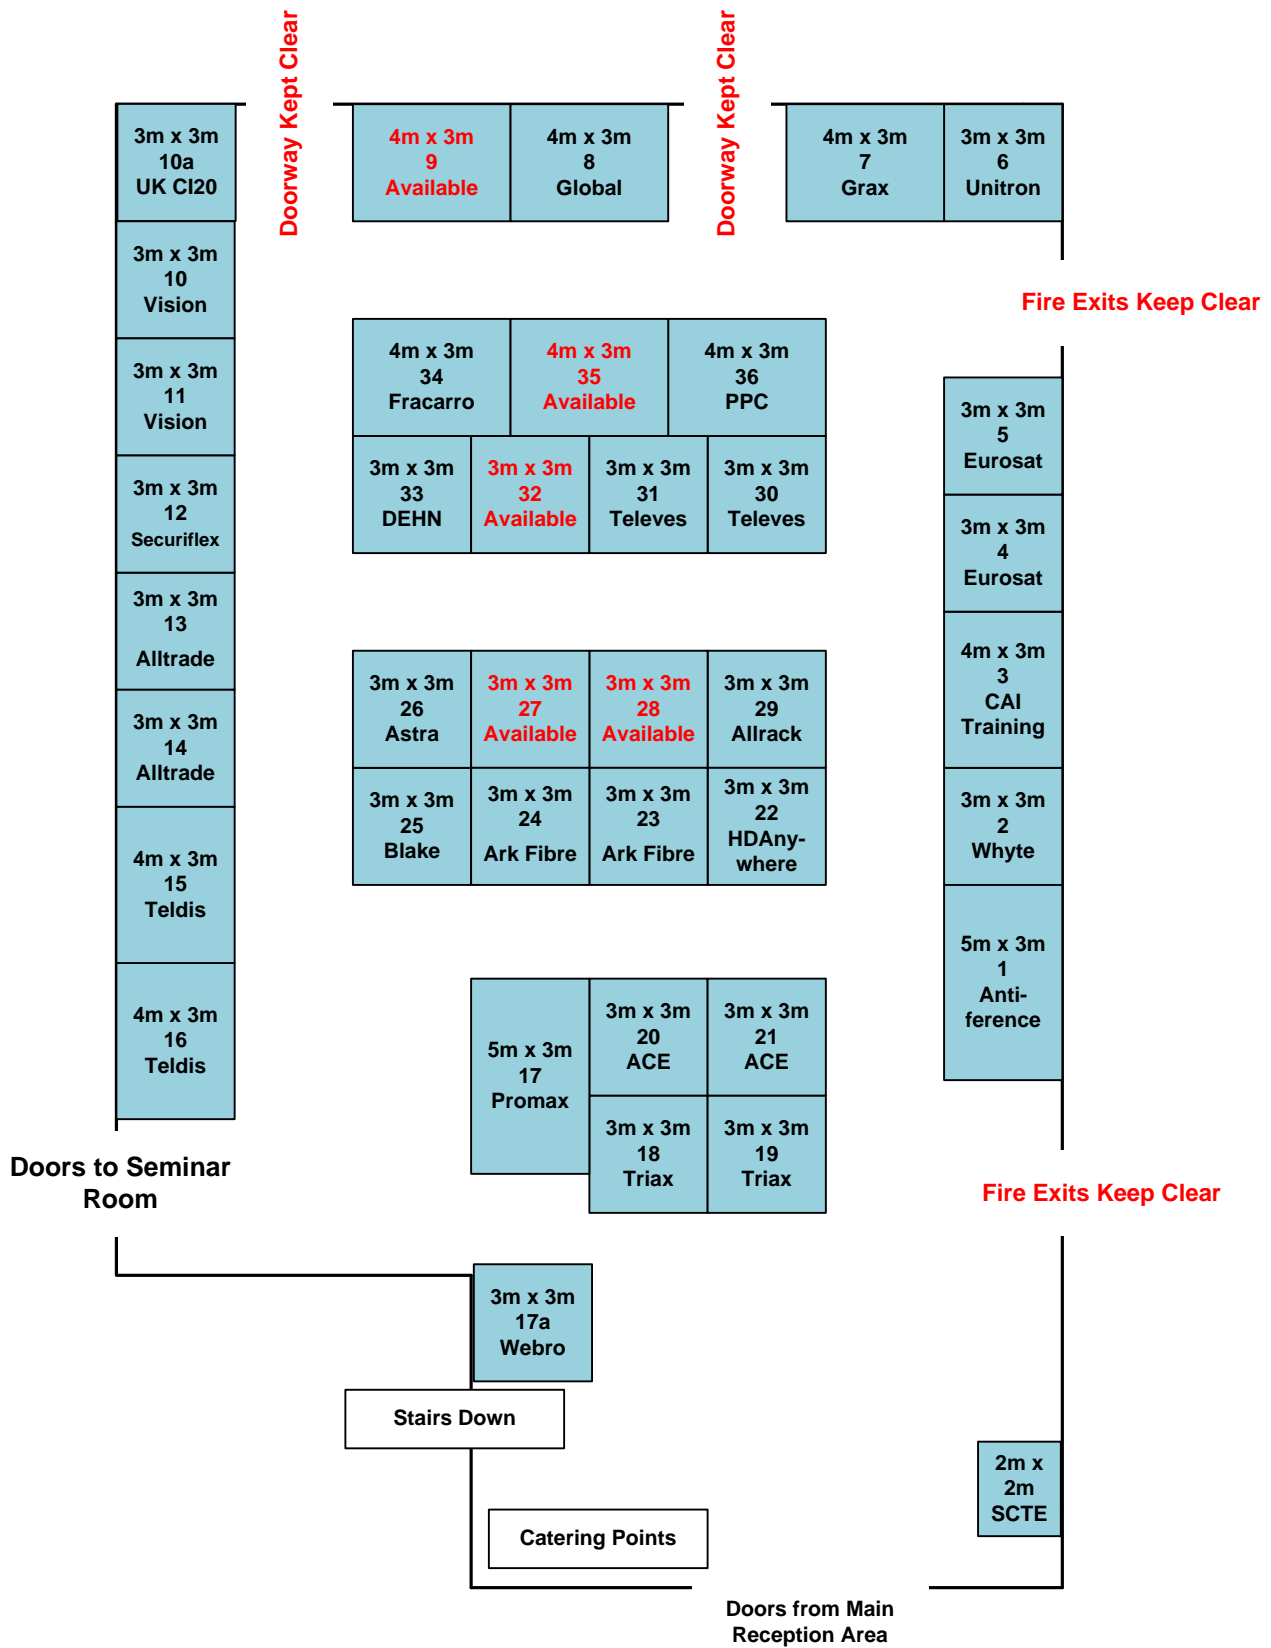 Doorway Kept Clear
Doorway Kept Clear
3m x 3m
10a
UK CI20
4m x 3m
9
Available
4m x 3m
8
Global
4m x 3m
7
Grax
3m x 3m
6
Unitron
3m x 3m
10
Vision
Fire Exits Keep Clear
3m x 3m
11
Vision
4m x 3m
34
Fracarro
4m x 3m
35
Available
4m x 3m
36
PPC
3m x 3m
5
Eurosat
3m x 3m
12
Securiflex
3m x 3m
33
DEHN
3m x 3m
32
Available
3m x 3m
31
Televes
3m x 3m
30
Televes
3m x 3m
4
Eurosat
3m x 3m
13
Alltrade
4m x 3m
3
CAI
Training
3m x 3m
14
Alltrade
3m x 3m
26
Astra
3m x 3m
27
Available
3m x 3m
28
Available
3m x 3m
29
Allrack
3m x 3m
25
Blake
3m x 3m
24
Ark Fibre
3m x 3m
23
Ark Fibre
3m x 3m
22
HDAny-
where
3m x 3m
2
Whyte
4m x 3m
15
Teldis
5m x 3m
1
Anti-
ference
4m x 3m
16
Teldis
5m x 3m
17
Promax
3m x 3m
20
ACE
3m x 3m
21
ACE
3m x 3m
18
Triax
3m x 3m
19
Triax
Doors to Seminar
Room
Fire Exits Keep Clear
3m x 3m
17a
Webro
Stairs Down
2m x
2m
SCTE
Catering Points
Doors from Main
Reception Area